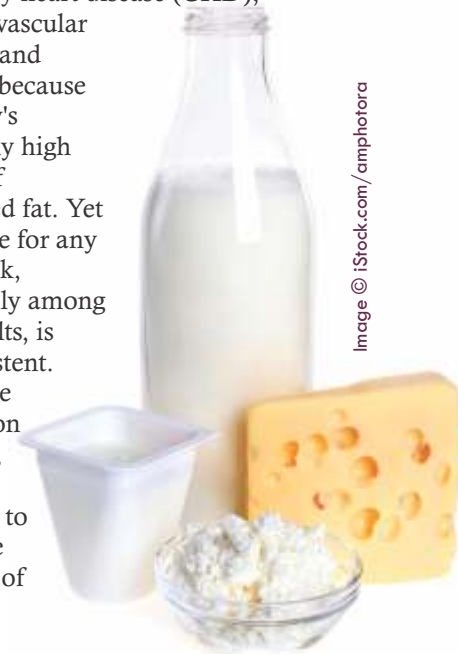 y heart disease (CHD),
vascular
and
because
y's
y high
f
ed fat. Yet
e for any
k,
ly among
lts, is
stent.
e
on
to
e
of
Image © iStock.com/amphotora